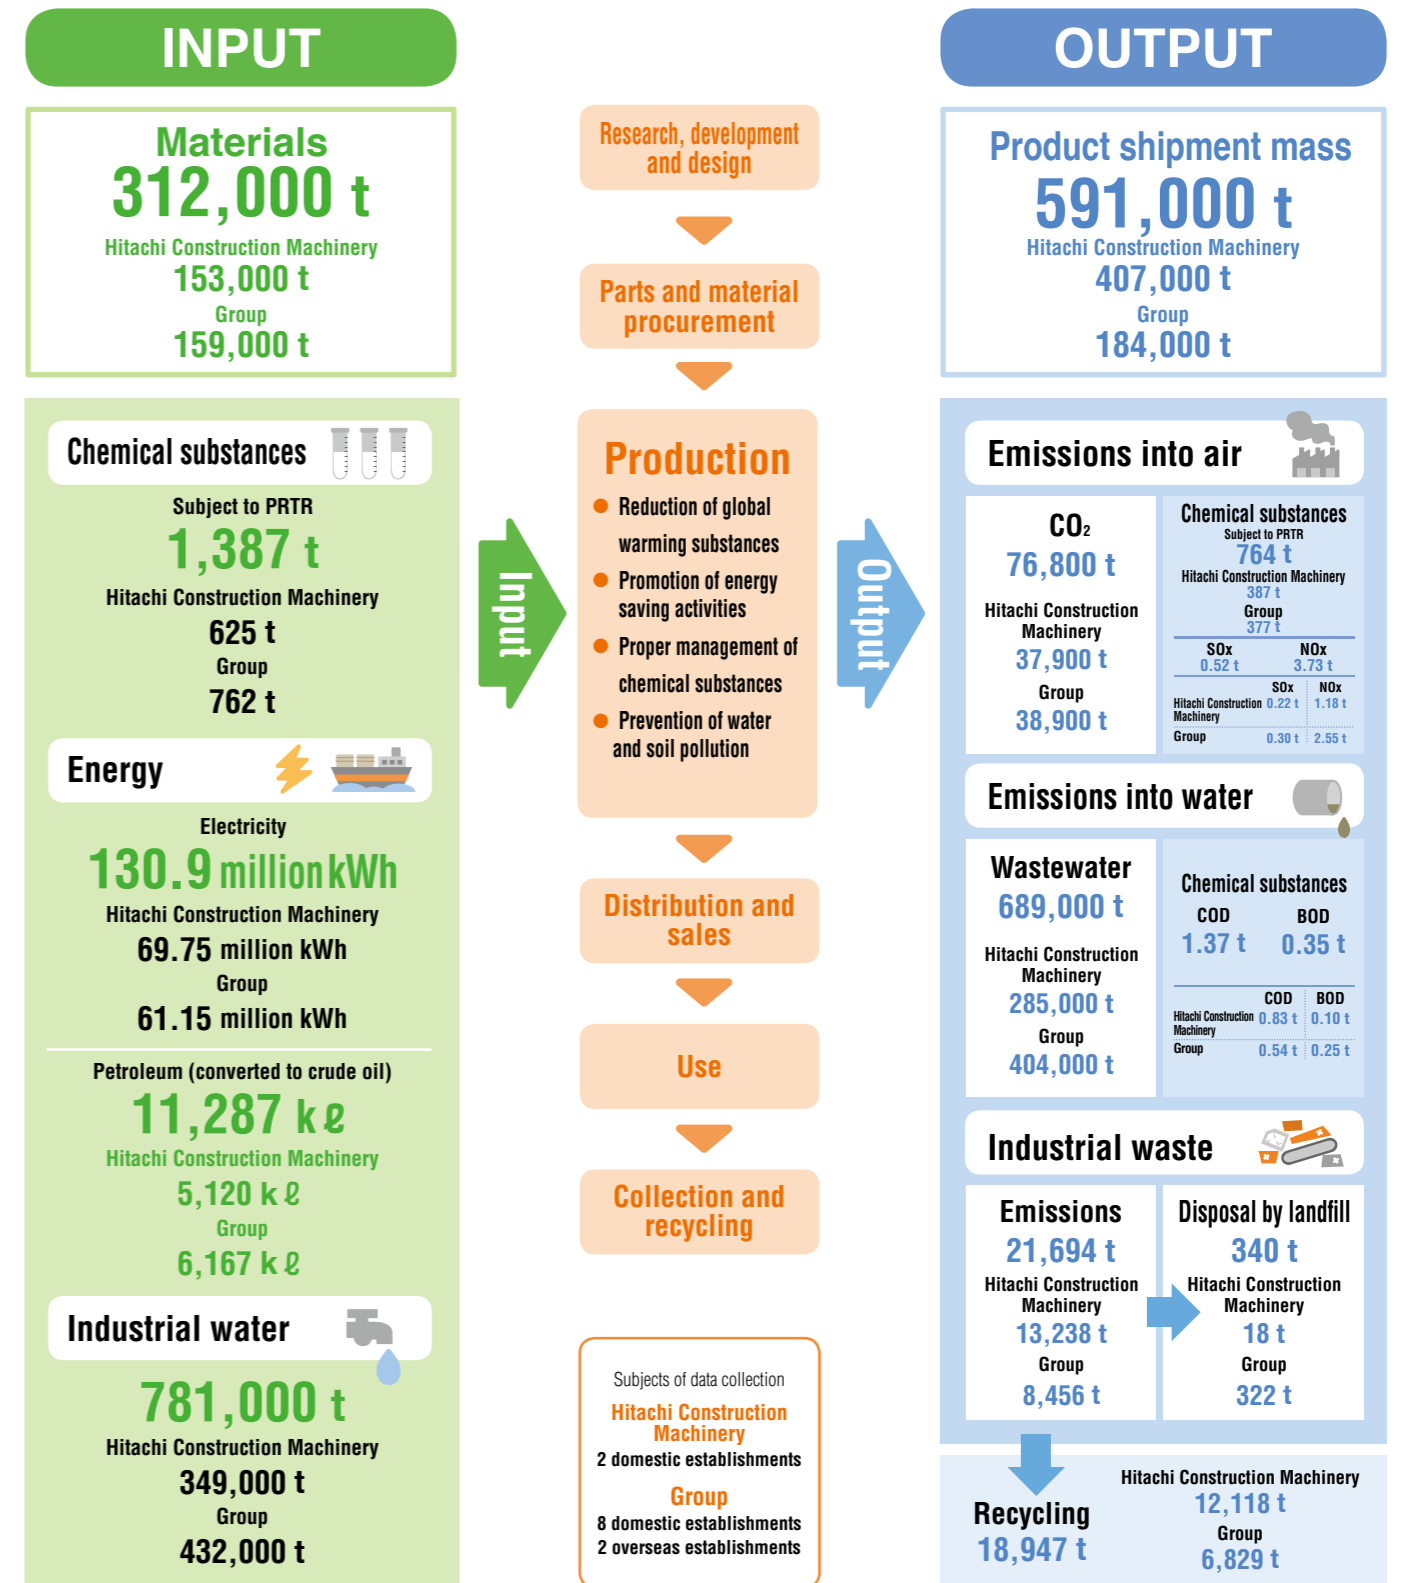 INPUT
Materials
312,000 t
Hitachi Construction Machinery
153,000 t
Group
159,000 t
Chemical substances
Subject to PRTR
1,387 t
Hitachi Construction Machinery
625 t
Group
762 t
Energy
Electricity
130.9 million kWh
Hitachi Construction Machinery
69.75 million kWh
Group
61.15 million kWh
Petroleum (converted to crude oil)
11,287 kℓ
Hitachi Construction Machinery
5,120 kℓ
Group
6,167 kℓ
Industrial water
781,000 t
Hitachi Construction Machinery
349,000 t
Group
432,000 t
Input
Research, development
and design
Parts and material
procurement
Production
● Reduction of global
warming substances
● Promotion of energy
saving activities
● Proper management of
chemical substances
● Prevention of water
and soil pollution
Distribution and
sales
Use
Collection and
recycling
Subjects of data collection
Hitachi Construction
Machinery
2 domestic establishments
Group
8 domestic establishments
2 overseas establishments
Output
OUTPUT
Product shipment mass
591,000 t
Hitachi Construction Machinery
407,000 t
Group
184,000 t
Emissions into air
CO₂
76,800 t
Hitachi Construction
Machinery
37,900 t
Group
38,900 t
Chemical substances
Subject to PRTR
764 t
Hitachi Construction Machinery
387 t
Group
377 t
SOx NOx
0.52 t 3.73 t
SOx NOx
Hitachi Construction 0.22 t 1.18 t
Machinery
Group 0.30 t 2.55 t
Emissions into water
Wastewater
689,000 t
Hitachi Construction
Machinery
285,000 t
Group
404,000 t
Chemical substances
COD BOD
1.37 t 0.35 t
COD BOD
Hitachi Construction 0.83 t 0.10 t
Machinery
Group 0.54 t 0.25 t
Industrial waste
Emissions
21,694 t
Hitachi Construction
Machinery
13,238 t
Group
8,456 t
Disposal by landfill
340 t
Hitachi Construction
Machinery
18 t
Group
322 t
Recycling
18,947 t
Hitachi Construction Machinery
12,118 t
Group
6,829 t